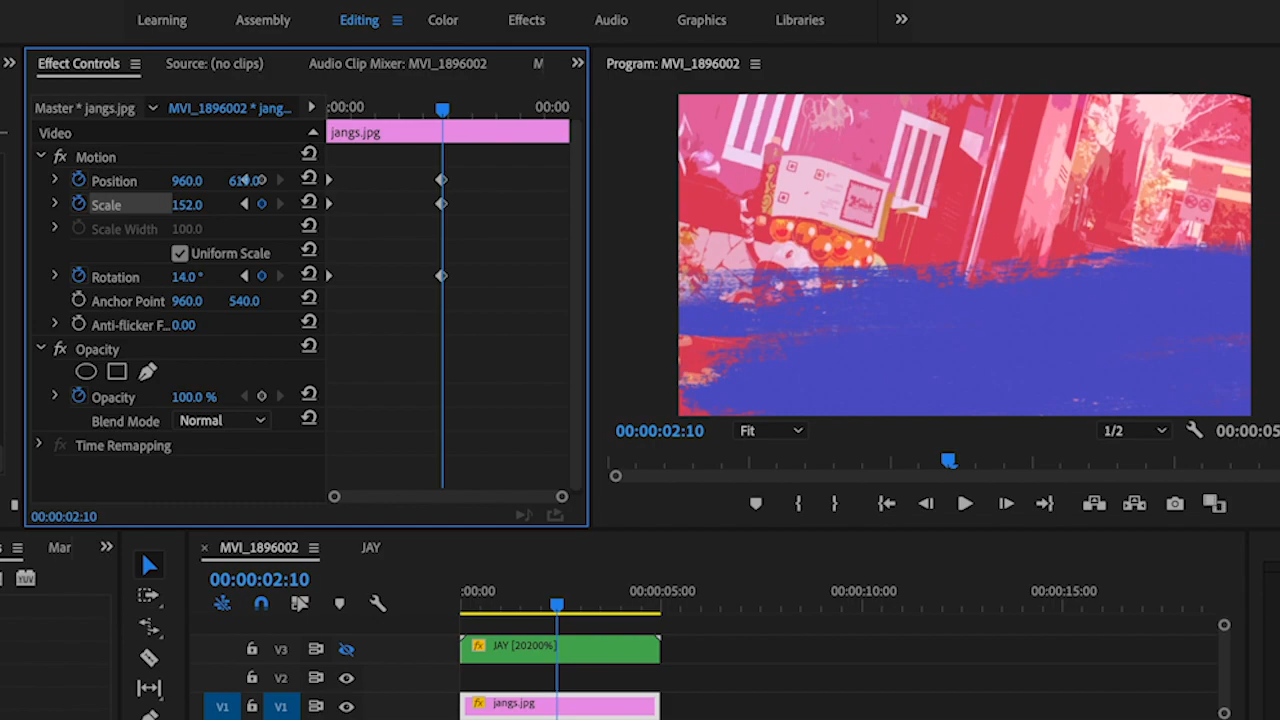 Learning Assembly Editing Color Effects Audio Graphics Libraries
Effect Controls Source: (no clips) Audio Clip Mixer: MVI_1896002 M
Program: MVI_1896002
Master * jangs.jpg MVI_1896002 * jang... :00:00 00:00
Video jangs.jpg
fx Motion
Position 960.0
Scale 152.0
Scale Width 100.0
Uniform Scale
Rotation 14.0 °
Anchor Point 960.0 540.0
Anti-flicker F... 0.00
fx Opacity
Opacity 100.0 %
Blend Mode Normal
fx Time Remapping
00:00:02:10
00:00:02:10 Fit 1/2 00:00:05
Mar
MVI_1896002 JAY
00:00:02:10
:00:00 00:00:05:00 00:00:10:00 00:00:15:00
V3 fx JAY [20200%]
V2
V1 V1 fx jangs.jpg